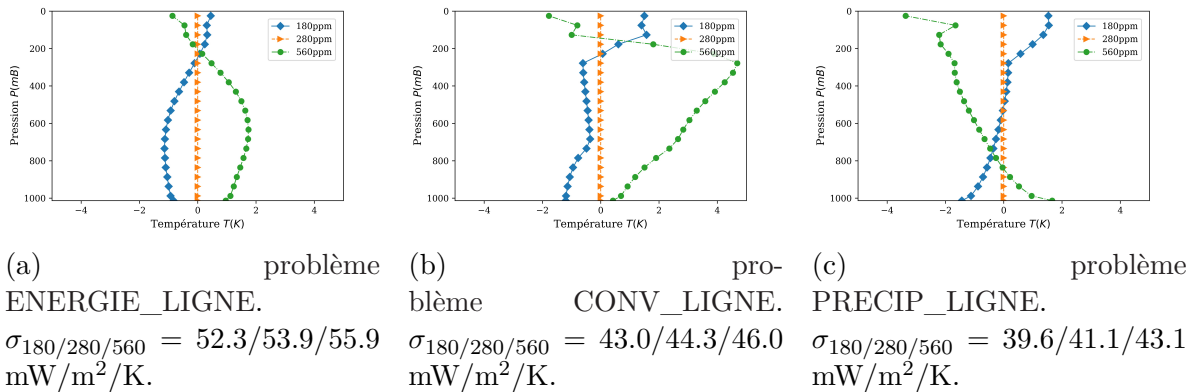 0
200
400
600
800
1000
Pression P(mB)
−4 −2 0 2 4
Température T(K)
180ppm
280ppm
560ppm
0
200
400
600
800
1000
Pression P(mB)
−4 −2 0 2 4
Température T(K)
180ppm
280ppm
560ppm
0
200
400
600
800
1000
Pression P(mB)
−4 −2 0 2 4
Température T(K)
180ppm
280ppm
560ppm
(a) problème
ENERGIE_LIGNE.
σ180/280/560 = 52.3/53.9/55.9
mW/m²/K.
(b) pro-
blème CONV_LIGNE.
σ180/280/560 = 43.0/44.3/46.0
mW/m²/K.
(c) problème
PRECIP_LIGNE.
σ180/280/560 = 39.6/41.1/43.1
mW/m²/K.